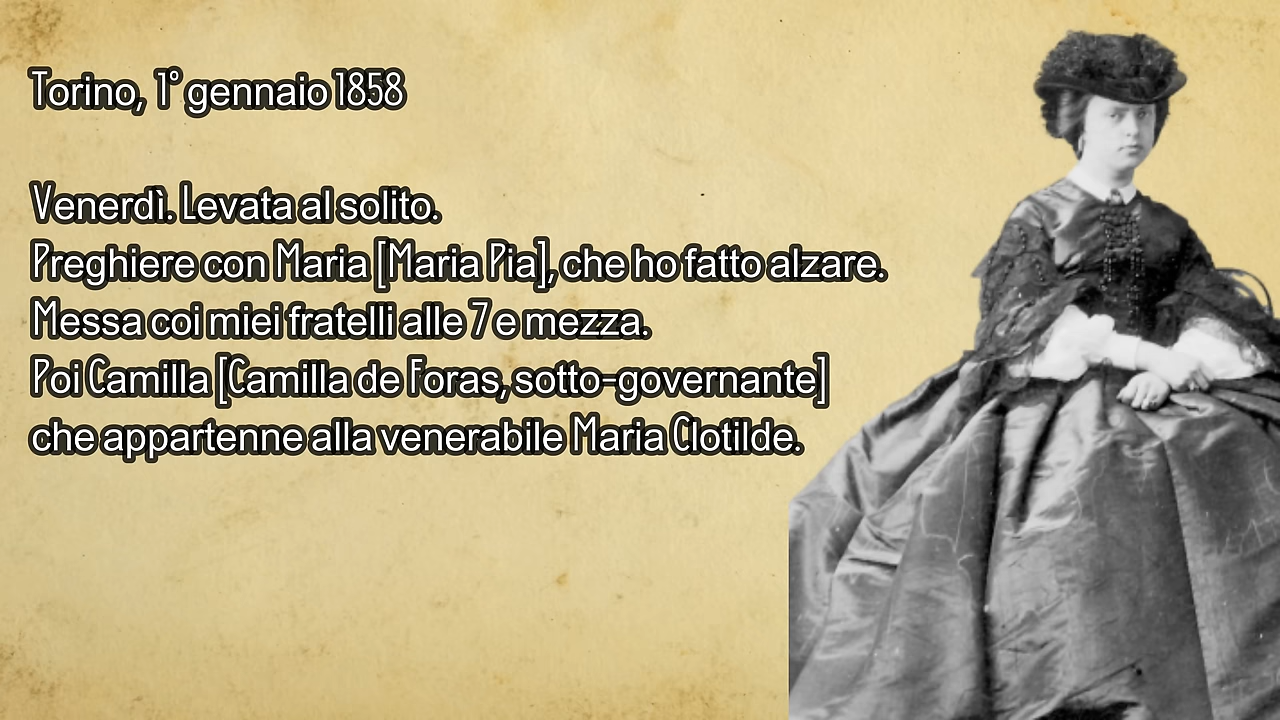 Torino, 1° gennaio 1858
Venerdì. Levata al solito.
Preghiere con Maria [Maria Pia], che ho fatto alzare.
Messa coi miei fratelli alle 7 e mezza.
Poi Camilla [Camilla de Foras, sotto-governante]
che appartenne alla venerabile Maria Clotilde.